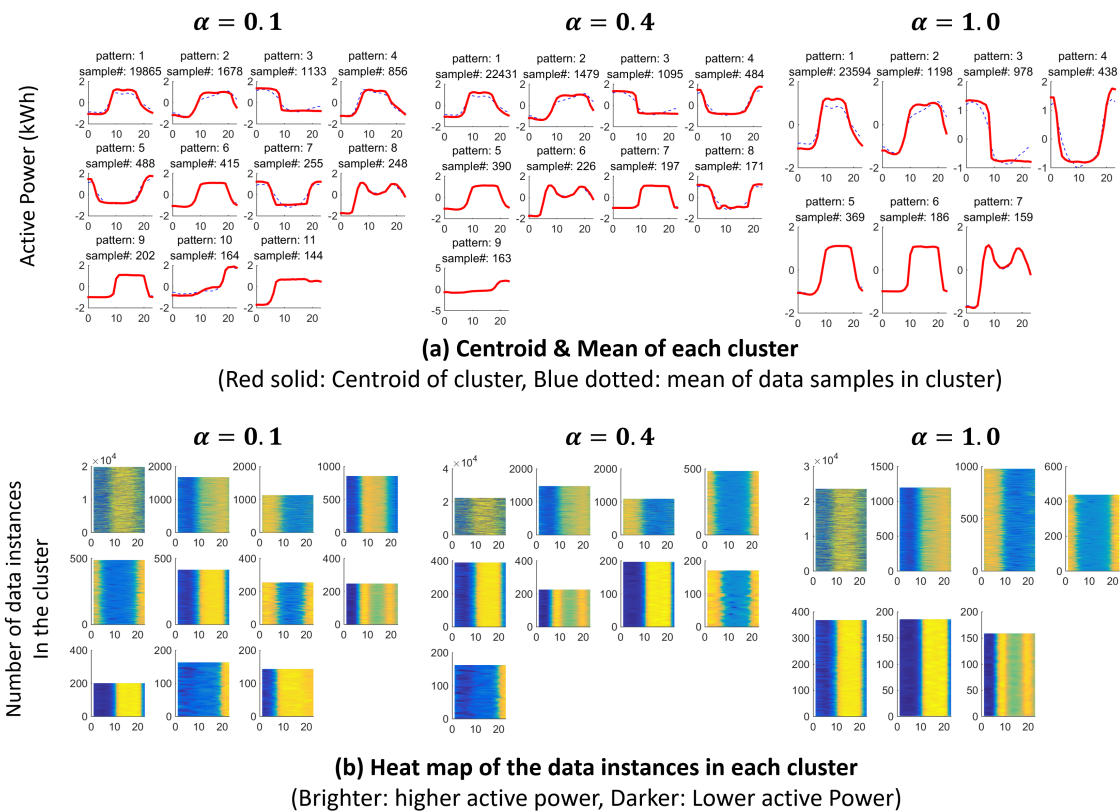 α = 0.1
α = 0.4
α = 1.0
Active Power (kWh)
pattern: 1
sample#: 19865
pattern: 2
sample#: 1678
pattern: 3
sample#: 1133
pattern: 4
sample#: 856
pattern: 5
sample#: 488
pattern: 6
sample#: 415
pattern: 7
sample#: 255
pattern: 8
sample#: 248
pattern: 9
sample#: 202
pattern: 10
sample#: 164
pattern: 11
sample#: 144
pattern: 1
sample#: 22431
pattern: 2
sample#: 1479
pattern: 3
sample#: 1095
pattern: 4
sample#: 484
pattern: 5
sample#: 390
pattern: 6
sample#: 226
pattern: 7
sample#: 197
pattern: 8
sample#: 171
pattern: 9
sample#: 163
pattern: 1
sample#: 23594
pattern: 2
sample#: 1198
pattern: 3
sample#: 978
pattern: 4
sample#: 438
pattern: 5
sample#: 369
pattern: 6
sample#: 186
pattern: 7
sample#: 159
(a) Centroid & Mean of each cluster
(Red solid: Centroid of cluster, Blue dotted: mean of data samples in cluster)
α = 0.1
α = 0.4
α = 1.0
Number of data instances
In the cluster
(b) Heat map of the data instances in each cluster
(Brighter: higher active power, Darker: Lower active Power)